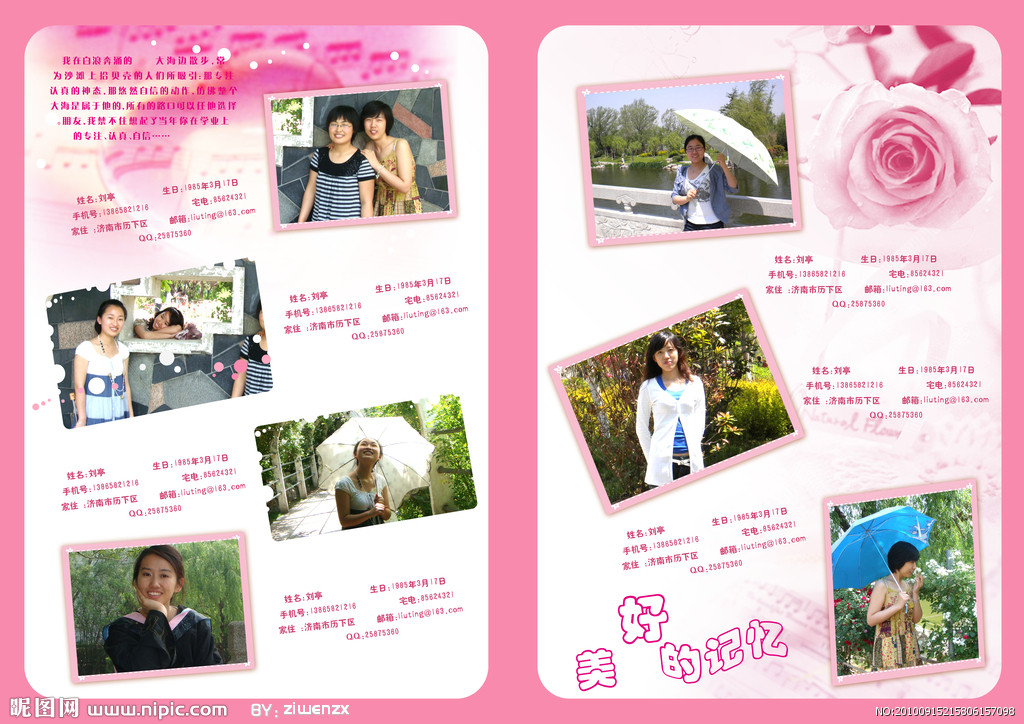 我在白浪奔涌的 大海边散步,常
为沙滩上拾贝壳的人们所吸引:那专注
认真的神态,那悠然自信的动作,仿佛整个
大海是属于他的,所有的路口可以任他选择
。朋友,我禁不住想起了当年你在学业上
的专注、认真、自信……
姓名:刘亭 生日:1985年3月17日
手机号:13865821216 宅电:85624321
家住 :济南市历下区 邮箱:liuting@163.com
QQ:25875360
姓名:刘亭 生日:1985年3月17日
手机号:13865821216 宅电:85624321
家住 :济南市历下区 邮箱:liuting@163.com
QQ:25875360
姓名:刘亭 生日:1985年3月17日
手机号:13865821216 宅电:85624321
家住 :济南市历下区 邮箱:liuting@163.com
QQ:25875360
姓名:刘亭 生日:1985年3月17日
手机号:13865821216 宅电:85624321
家住 :济南市历下区 邮箱:liuting@163.com
QQ:25875360
姓名:刘亭 生日:1985年3月17日
手机号:13865821216 宅电:85624321
家住 :济南市历下区 邮箱:liuting@163.com
QQ:25875360
姓名:刘亭 生日:1985年3月17日
手机号:13865821216 宅电:85624321
家住 :济南市历下区 邮箱:liuting@163.com
QQ:25875360
Natural Flow
姓名:刘亭 生日:1985年3月17日
手机号:13865821216 宅电:85624321
家住 :济南市历下区 邮箱:liuting@163.com
QQ:25875360
美好的记忆
昵图网 www.nipic.com BY:ziwenzx
NO:20100915215806157098